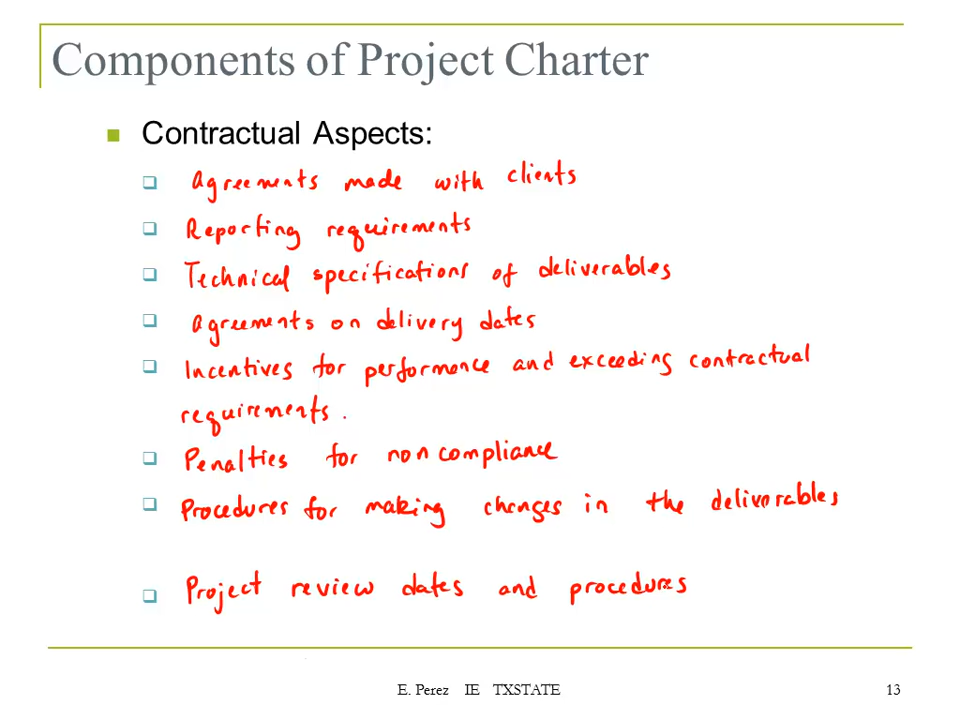 Components of Project Charter
Contractual Aspects:
Agreements made with clients
Reporting requirements
Technical specifications of deliverables
Agreements on delivery dates
Incentives for performance and exceeding contractual
requirements.
Penalties for noncompliance
Procedures for making changes in the deliverables
Project review dates and procedures
E. Perez IE TXSTATE 13